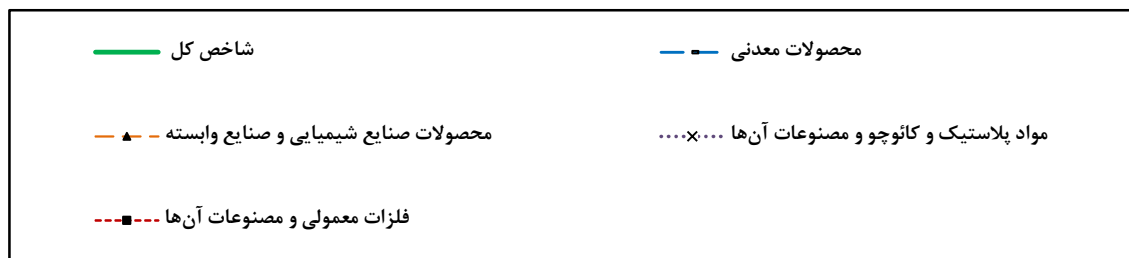 شاخص کل
محصولات معدنی
محصولات صنایع شیمیایی و صنایع وابسته
مواد پلاستیک و کائوچو و مصنوعات آن‌ها
فلزات معمولی و مصنوعات آن‌ها